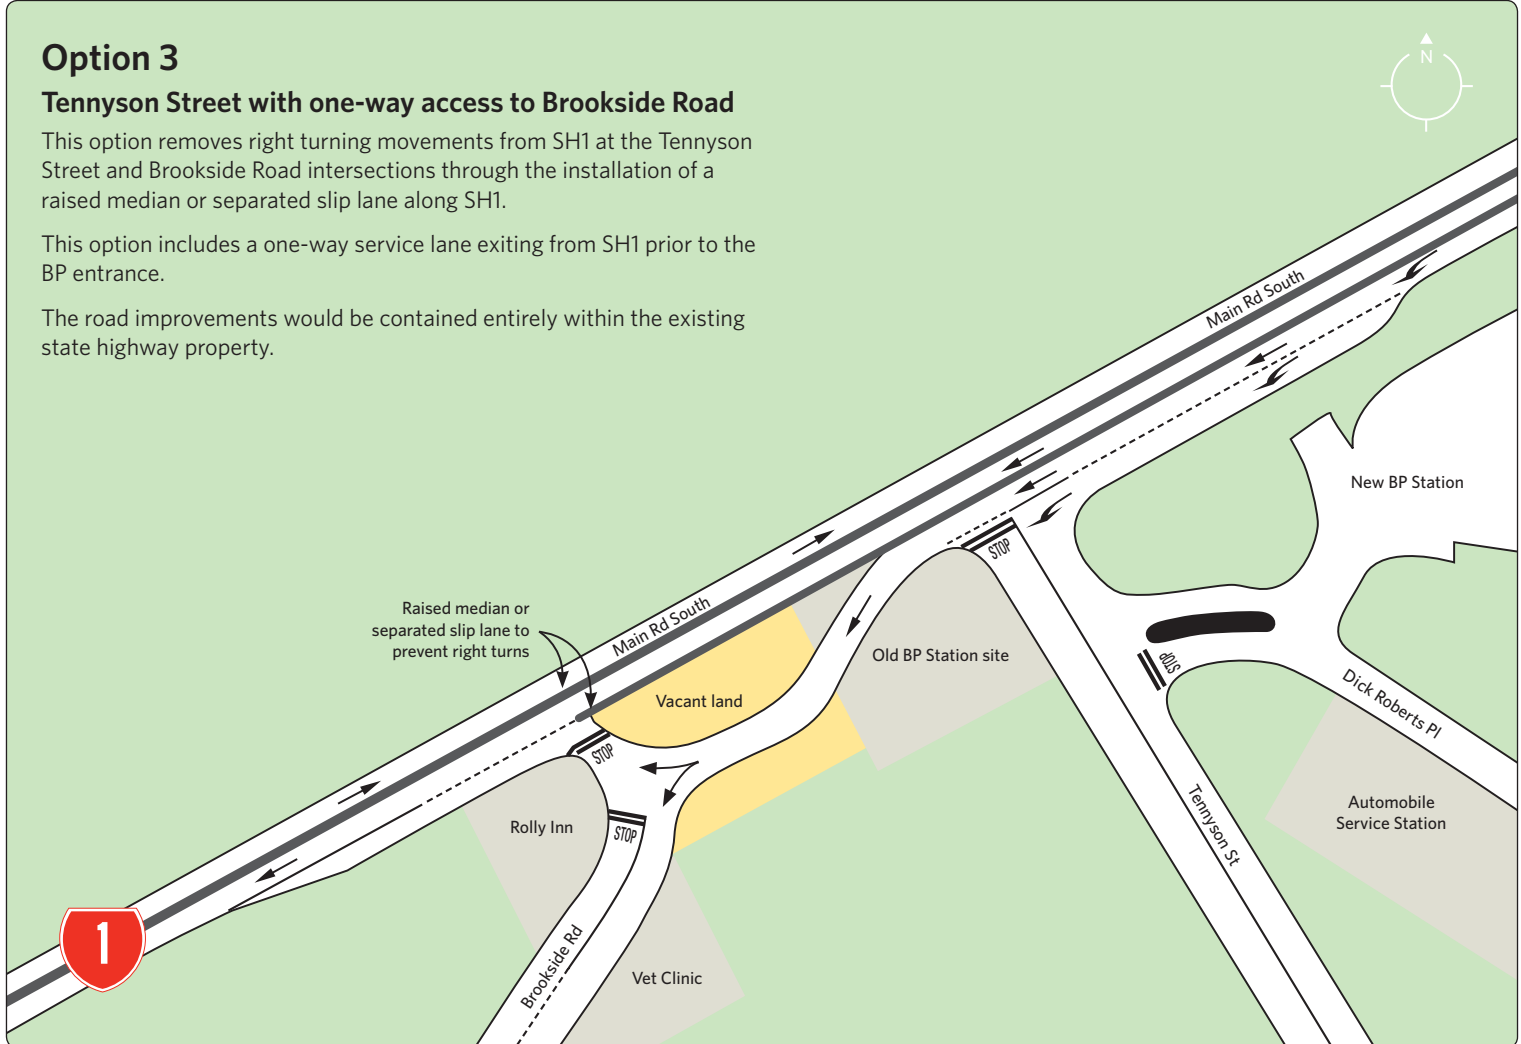 Option 3
Tennyson Street with one-way access to Brookside Road
This option removes right turning movements from SH1 at the Tennyson
Street and Brookside Road intersections through the installation of a
raised median or separated slip lane along SH1.
This option includes a one-way service lane exiting from SH1 prior to the
BP entrance.
The road improvements would be contained entirely within the existing
state highway property.
N
Main Rd South
New BP Station
STOP
Raised median or
separated slip lane to
prevent right turns
Main Rd South
Old BP Station site
STOP
Dick Roberts Pl
Vacant land
STOP
Tennyson St
Automobile
Service Station
Rolly Inn
STOP
1
Brookside Rd
Vet Clinic